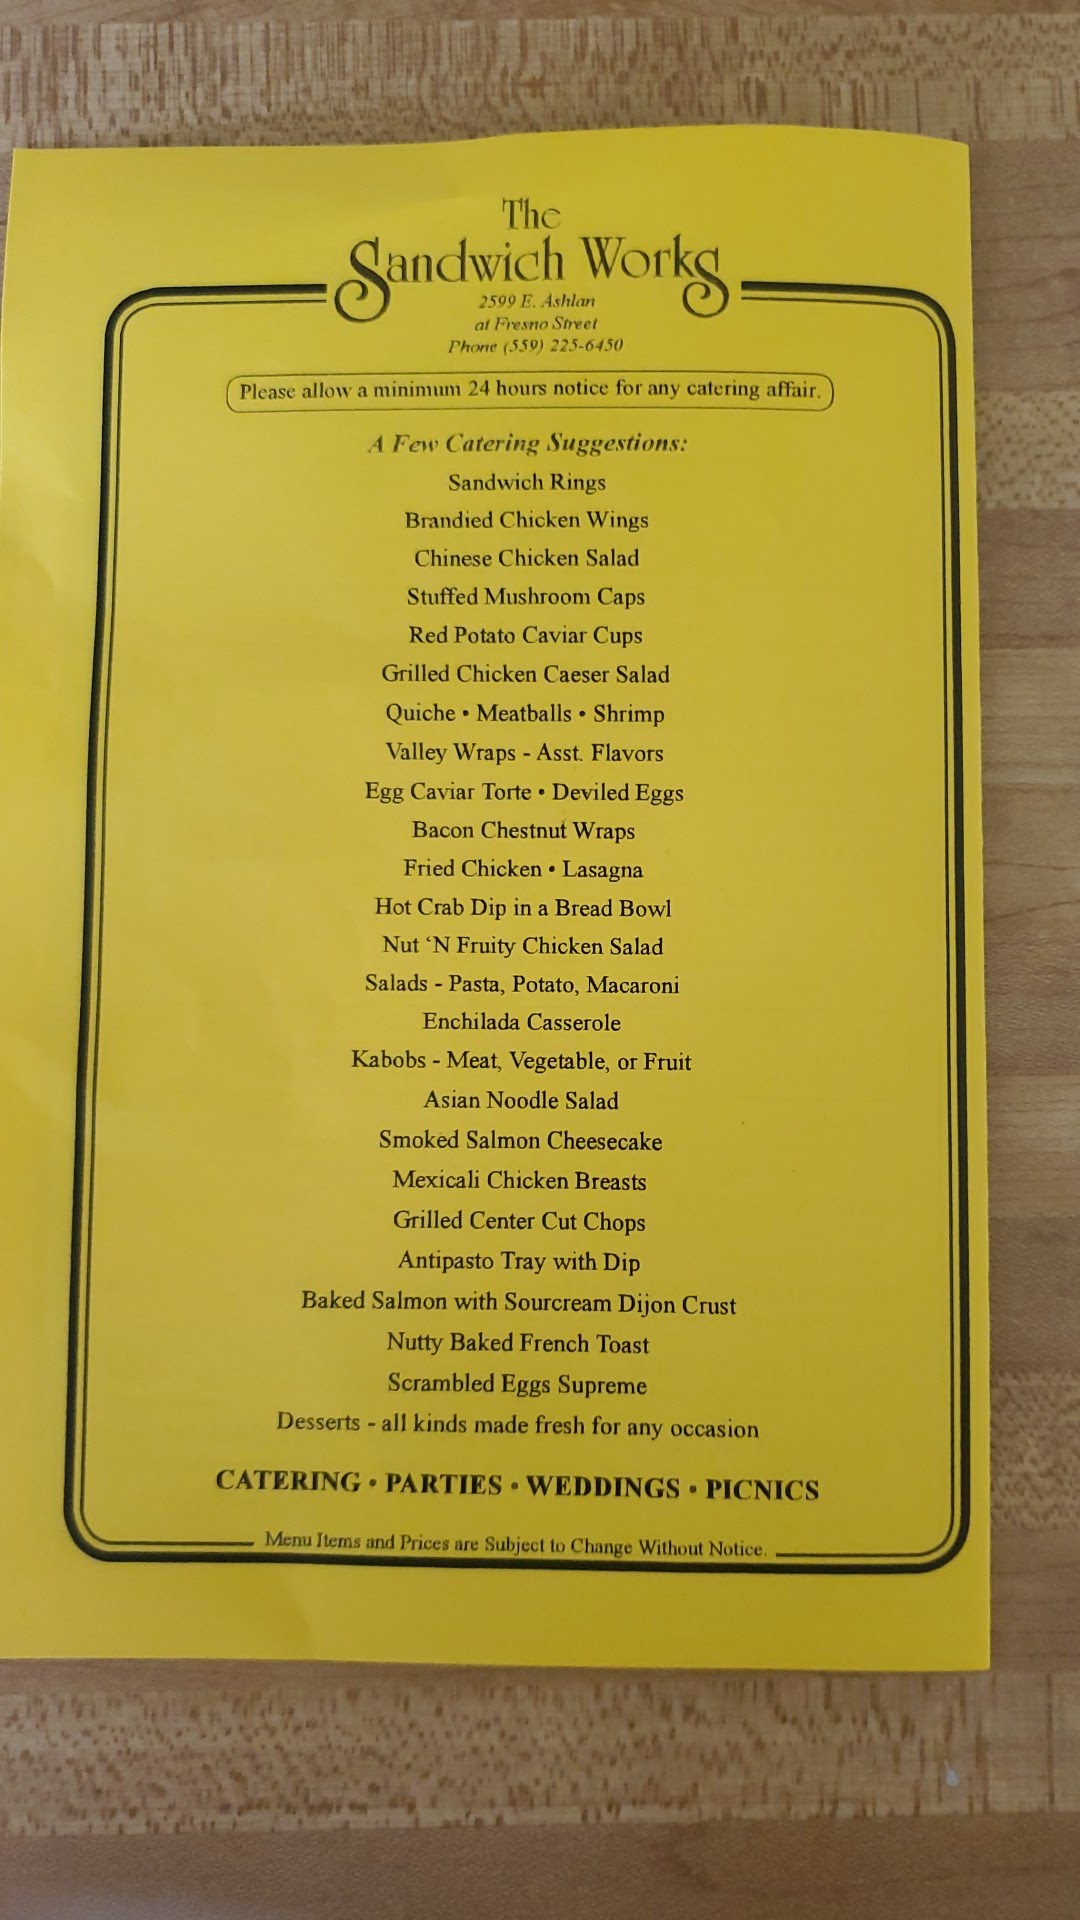 The
Sandwich Works
2599 E. Ashlan
at Fresno Street
Phone (559) 225-6450
Please allow a minimum 24 hours notice for any catering affair.
A Few Catering Suggestions:
Sandwich Rings
Brandied Chicken Wings
Chinese Chicken Salad
Stuffed Mushroom Caps
Red Potato Caviar Cups
Grilled Chicken Caeser Salad
Quiche • Meatballs • Shrimp
Valley Wraps - Asst. Flavors
Egg Caviar Torte • Deviled Eggs
Bacon Chestnut Wraps
Fried Chicken • Lasagna
Hot Crab Dip in a Bread Bowl
Nut ‘N Fruity Chicken Salad
Salads - Pasta, Potato, Macaroni
Enchilada Casserole
Kabobs - Meat, Vegetable, or Fruit
Asian Noodle Salad
Smoked Salmon Cheesecake
Mexicali Chicken Breasts
Grilled Center Cut Chops
Antipasto Tray with Dip
Baked Salmon with Sourcream Dijon Crust
Nutty Baked French Toast
Scrambled Eggs Supreme
Desserts - all kinds made fresh for any occasion
CATERING • PARTIES • WEDDINGS • PICNICS
Menu Items and Prices are Subject to Change Without Notice.